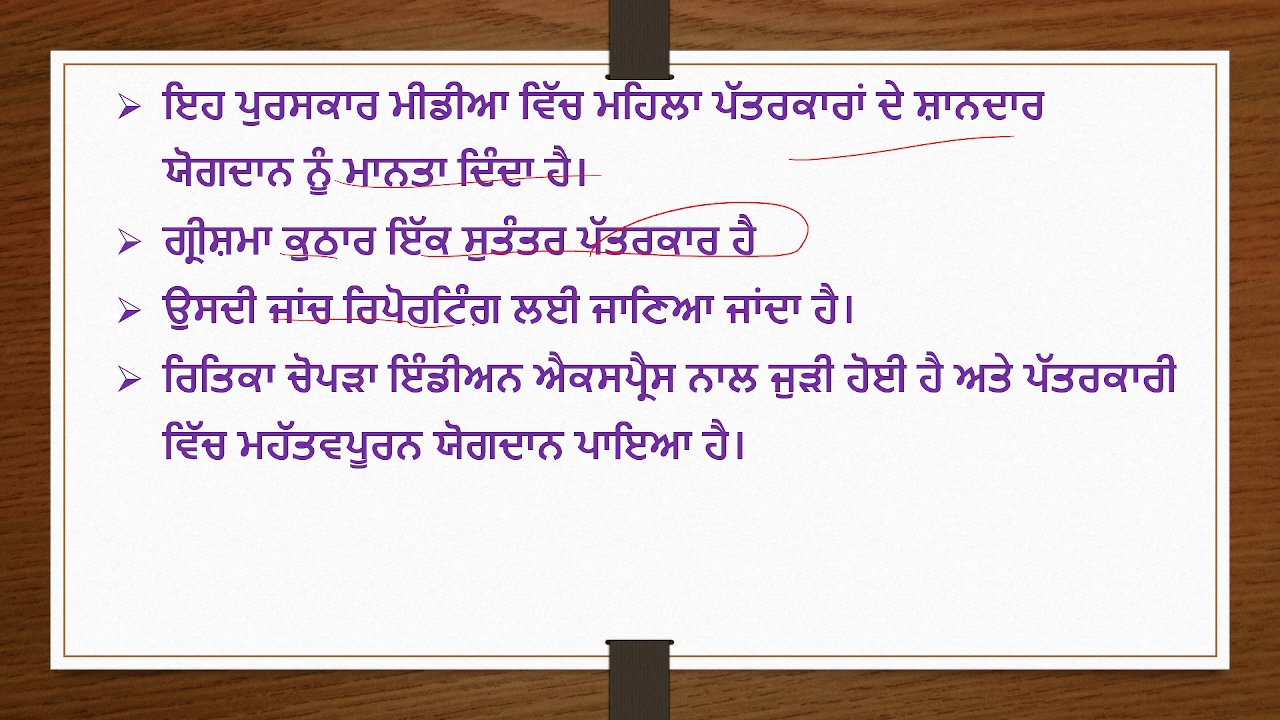 ➢ ਇਹ ਪੁਰਸਕਾਰ ਮੀਡੀਆ ਵਿੱਚ ਮਹਿਲਾ ਪੱਤਰਕਾਰਾਂ ਦੇ ਸ਼ਾਨਦਾਰ
ਯੋਗਦਾਨ ਨੂੰ ਮਾਨਤਾ ਦਿੰਦਾ ਹੈ।
➢ ਗ੍ਰੀਸ਼ਮਾ ਕੁਠਾਰ ਇੱਕ ਸੁਤੰਤਰ ਪੱਤਰਕਾਰ ਹੈ
➢ ਉਸਦੀ ਜਾਂਚ ਰਿਪੋਰਟਿੰਗ ਲਈ ਜਾਣਿਆ ਜਾਂਦਾ ਹੈ।
➢ ਰਿਤਿਕਾ ਚੋਪੜਾ ਇੰਡੀਅਨ ਐਕਸਪ੍ਰੈਸ ਨਾਲ ਜੁੜੀ ਹੋਈ ਹੈ ਅਤੇ ਪੱਤਰਕਾਰੀ
ਵਿੱਚ ਮਹੱਤਵਪੂਰਨ ਯੋਗਦਾਨ ਪਾਇਆ ਹੈ।